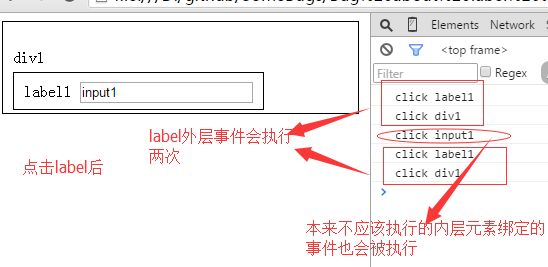 Elements
Network
<top frame>
Filter
Regex
div1
label1
input1
click label1
click div1
click input1
click label1
click div1
label外层事件会执行
两次
点击label后
本来不应该执行的内层元素绑定的
事件也会被执行